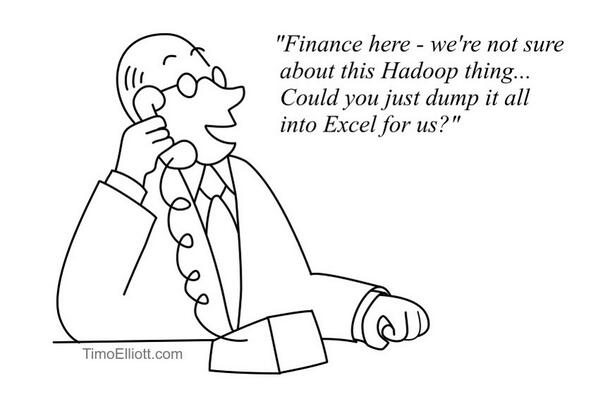 "Finance here - we're not sure
about this Hadoop thing...
Could you just dump it all
into Excel for us?"
TimoElliott.com